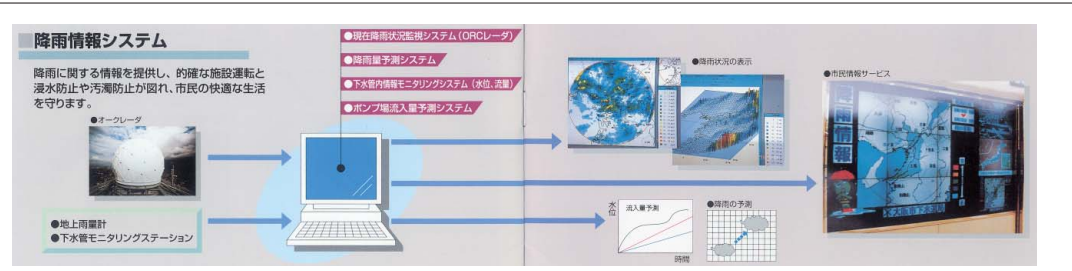 降雨情報システム
降雨に関する情報を提供し、的確な施設運転と
浸水防止や汚濁防止が図れ、市民の快適な生活
を守ります。
●オークレーダ
●地上雨量計
●下水管モニタリングステーション
●現在降雨状況監視システム(ORCレーダ)
●降雨量予測システム
●下水管内情報モニタリングシステム(水位、流量)
●ポンプ場流入量予測システム
●降雨状況の表示
水位
流入量予測
時間
●降雨の予測
●市民情報サービス